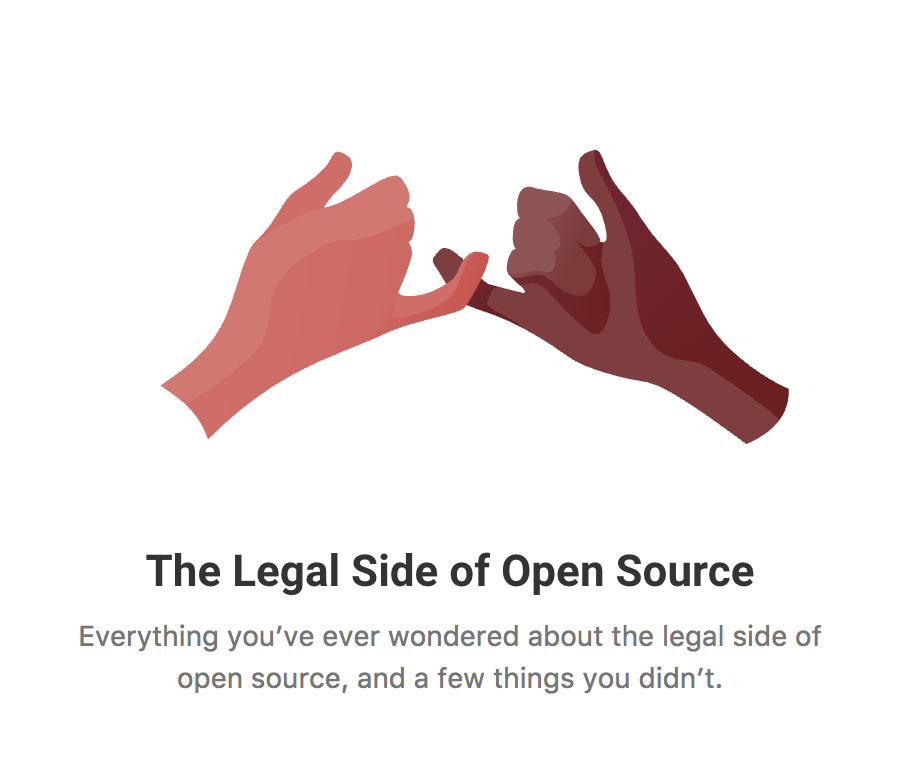 The Legal Side of Open Source
Everything you’ve ever wondered about the legal side of
open source, and a few things you didn’t.